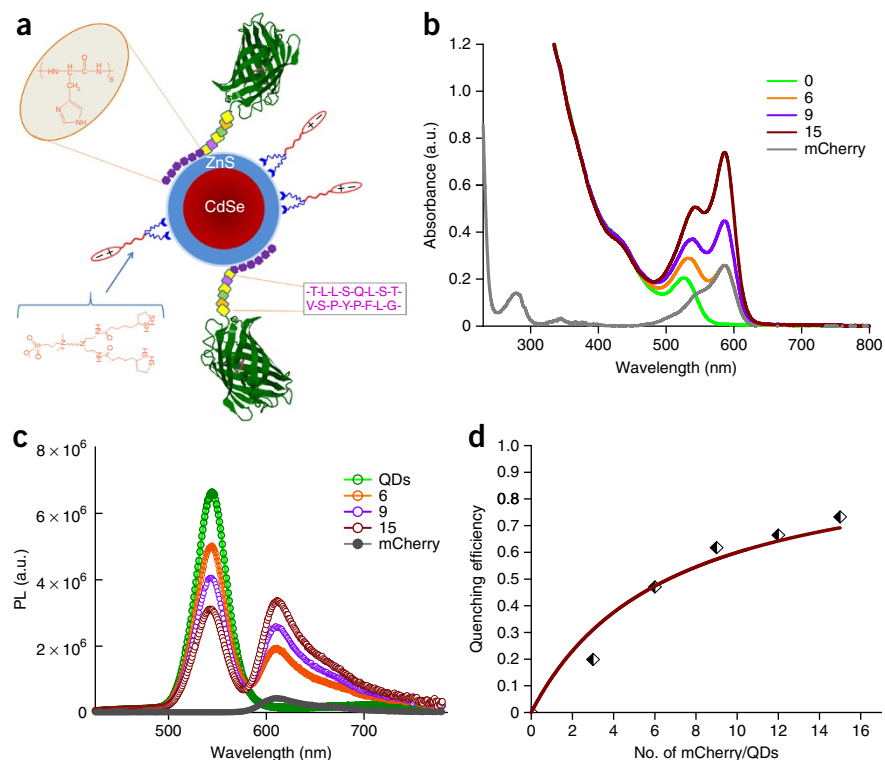 a
ZnS
CdSe
-T-L-L-S-Q-L-S-T-
V-S-P-Y-P-F-L-G-
b
Absorbance (a.u.)
1.2
1.0
0.8
0.6
0.4
0.2
0
300
400
500
600
700
800
Wavelength (nm)
0
6
9
15
mCherry
c
PL (a.u.)
8 × 10⁶
6 × 10⁶
4 × 10⁶
2 × 10⁶
0
500
600
700
Wavelength (nm)
QDs
6
9
15
mCherry
d
Quenching efficiency
1.0
0.9
0.8
0.7
0.6
0.5
0.4
0.3
0.2
0.1
0
0
2
4
6
8
10
12
14
16
No. of mCherry/QDs